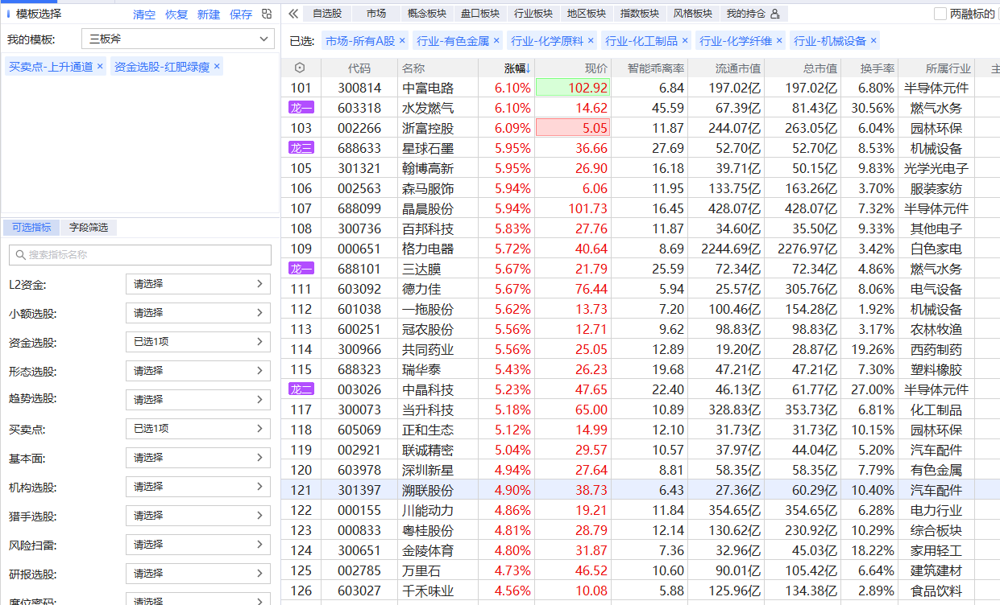 模板选择 清空 恢复 新建 保存
我的模板: 三板斧
买卖点-上升通道 × 资金选股-红肥绿瘦 ×
可选指标 字段筛选
搜索指标名称
L2资金: 请选择
小额选股: 请选择
资金选股: 已选1项
形态选股: 请选择
趋势选股: 请选择
买卖点: 已选1项
基本面: 请选择
机构选股: 请选择
猎手选股: 请选择
风险扫雷: 请选择
研报选股: 请选择
席位密码: 请选择
自选股 市场 概念板块 盘口板块 行业板块 地区板块 指数板块 风格板块 我的持仓 两融标的
已选: 市场-所有A股 × 行业-有色金属 × 行业-化学原料 × 行业-化工制品 × 行业-化学纤维 × 行业-机械设备 ×
代码 名称 涨幅↓ 现价 智能乖离率 流通市值 总市值 换手率 所属行业 主
101 300814 中富电路 6.10% 102.92 6.84 197.02亿 197.02亿 6.80% 半导体元件
龙一 603318 水发燃气 6.10% 14.62 45.59 67.39亿 81.43亿 30.56% 燃气水务
103 002266 浙富控股 6.09% 5.05 11.87 244.07亿 263.05亿 6.04% 园林环保
龙三 688633 星球石墨 5.95% 36.66 27.69 52.70亿 52.70亿 8.53% 机械设备
105 301321 翰博高新 5.95% 26.90 16.18 39.71亿 50.15亿 9.83% 光学光电子
106 002563 森马服饰 5.94% 6.06 11.95 133.75亿 163.26亿 3.70% 服装家纺
107 688099 晶晨股份 5.94% 101.73 16.45 428.07亿 428.07亿 7.32% 半导体元件
108 300736 百邦科技 5.83% 27.76 11.87 34.60亿 35.50亿 9.33% 其他电子
109 000651 格力电器 5.72% 40.64 8.69 2244.69亿 2276.97亿 3.42% 白色家电
龙一 688101 三达膜 5.67% 21.79 25.59 72.34亿 72.34亿 4.86% 燃气水务
111 603092 德力佳 5.67% 76.44 5.94 25.57亿 305.76亿 8.06% 电气设备
112 601038 一拖股份 5.62% 13.73 7.20 100.46亿 154.28亿 1.92% 机械设备
113 600251 冠农股份 5.56% 12.71 9.62 98.83亿 98.83亿 3.17% 农林牧渔
114 300966 共同药业 5.56% 25.05 12.89 19.20亿 28.87亿 19.26% 西药制药
115 688323 瑞华泰 5.43% 26.23 19.68 47.21亿 47.21亿 7.30% 塑料橡胶
龙二 003026 中晶科技 5.23% 47.65 22.40 46.13亿 61.77亿 27.00% 半导体元件
117 300073 当升科技 5.18% 65.00 10.89 328.83亿 353.73亿 6.81% 化工制品
118 605069 正和生态 5.12% 14.99 12.10 31.73亿 31.73亿 10.15% 园林环保
119 002921 联诚精密 5.04% 29.57 10.57 37.97亿 44.04亿 5.20% 汽车配件
120 603978 深圳新星 4.94% 27.64 8.81 58.35亿 58.35亿 7.79% 有色金属
121 301397 溯联股份 4.90% 38.73 6.43 27.36亿 60.29亿 10.40% 汽车配件
122 000155 川能动力 4.86% 19.21 11.84 354.65亿 354.65亿 6.28% 电力行业
123 000833 粤桂股份 4.81% 28.79 12.14 130.62亿 230.92亿 10.29% 综合板块
124 300651 金陵体育 4.80% 31.87 7.36 32.96亿 45.03亿 18.22% 家用轻工
125 002785 万里石 4.73% 46.52 10.60 90.01亿 105.42亿 6.64% 建筑建材
126 603027 千禾味业 4.56% 10.08 5.88 125.96亿 134.38亿 2.89% 食品饮料